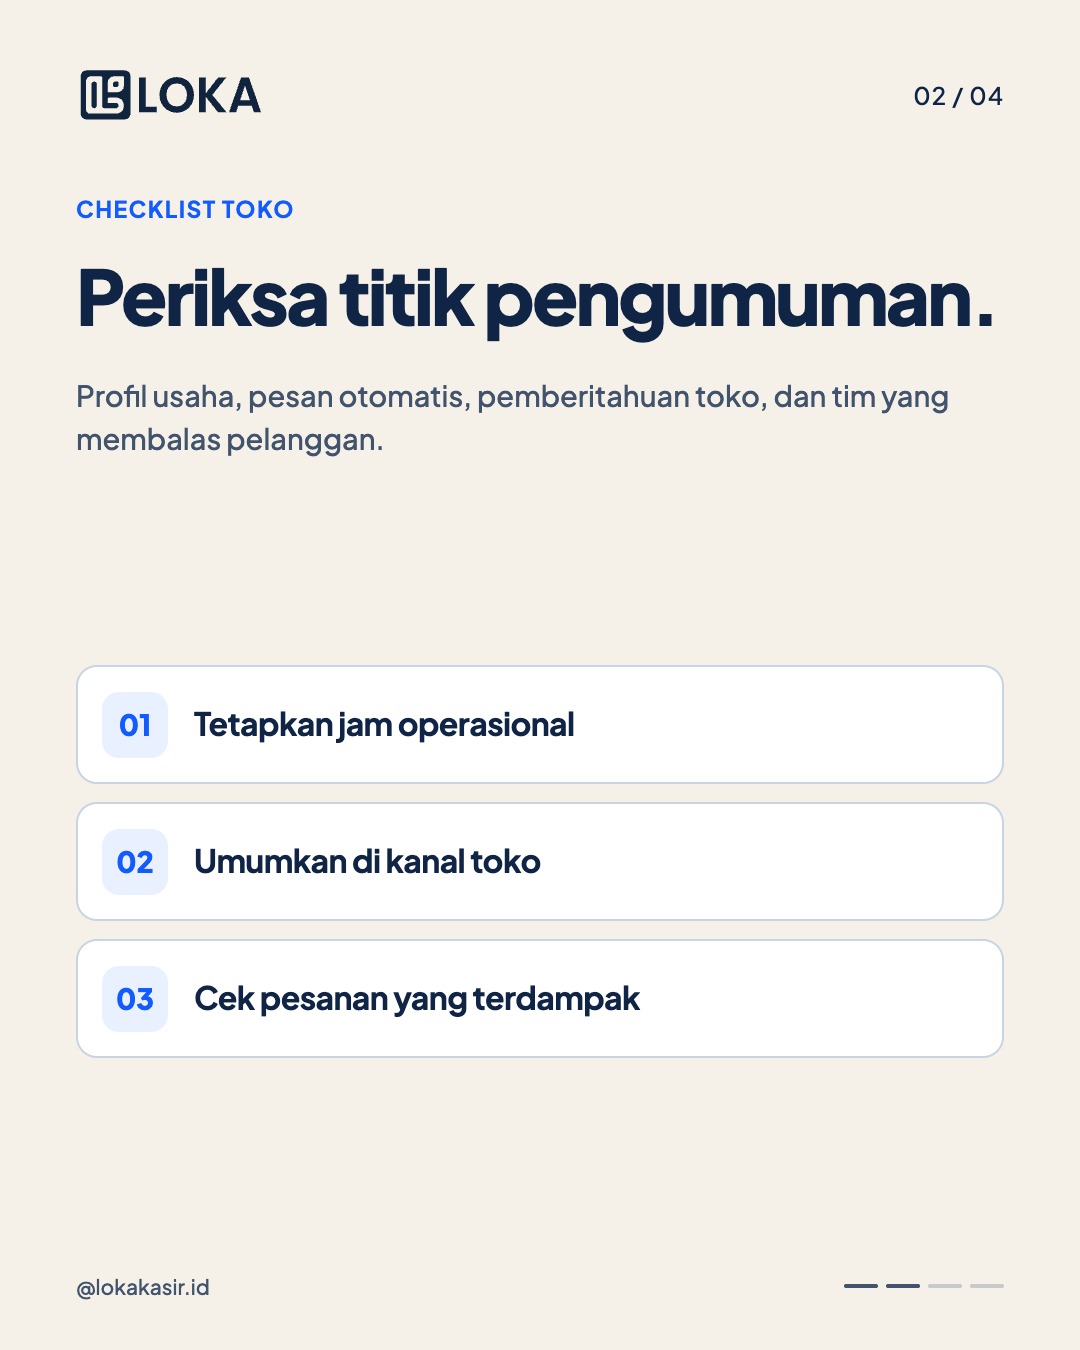 LOKA
02 / 04
CHECKLIST TOKO
Periksa titik pengumuman.
Profil usaha, pesan otomatis, pemberitahuan toko, dan tim yang
membalas pelanggan.
01 Tetapkan jam operasional
02 Umumkan di kanal toko
03 Cek pesanan yang terdampak
@lokakasir.id